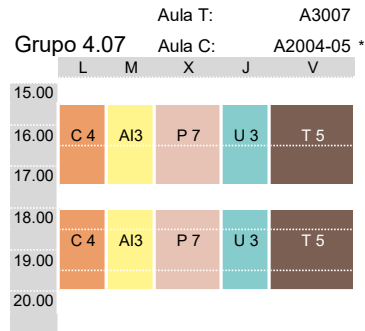 Aula T: A3007
Grupo 4.07 Aula C: A2004-05 *
L M X J V
15.00
16.00 C 4 AI3 P 7 U 3 T 5
17.00
18.00
C 4 AI3 P 7 U 3 T 5
19.00
20.00